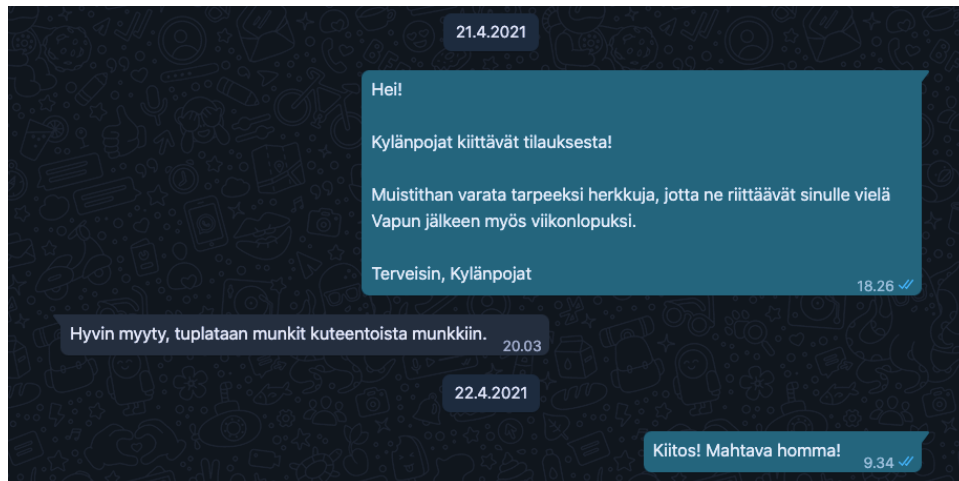 21.4.2021
Hei!
Kylänpojat kiittävät tilauksesta!
Muistithan varata tarpeeksi herkkuja, jotta ne riittäävät sinulle vielä
Vapun jälkeen myös viikonlopuksi.
Terveisin, Kylänpojat
18.26
Hyvin myyty, tuplataan munkit kuteentoista munkkiin.
20.03
22.4.2021
Kiitos! Mahtava homma!
9.34